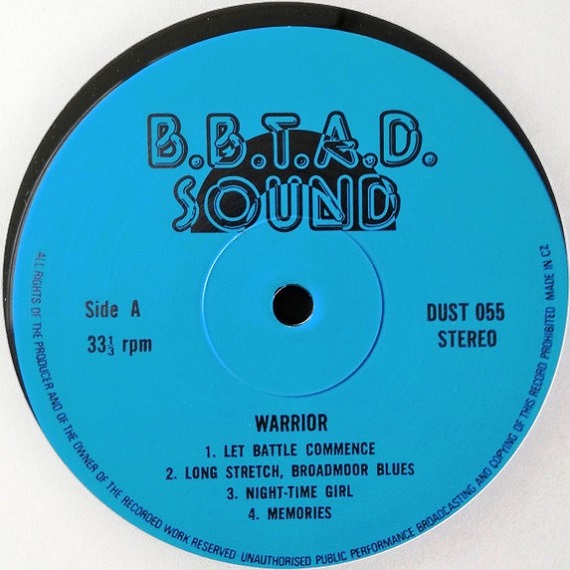 B.B.T.A.D.
SOUND
Side A
33⅓ rpm
DUST 055
STEREO
WARRIOR
1. LET BATTLE COMMENCE
2. LONG STRETCH, BROADMOOR BLUES
3. NIGHT-TIME GIRL
4. MEMORIES
ALL RIGHTS OF THE PRODUCER AND OF THE OWNER OF THE RECORDED WORK RESERVED UNAUTHORISED PUBLIC PERFORMANCE BROADCASTING AND COPYING OF THIS RECORD PROHIBITED MADE IN CZ